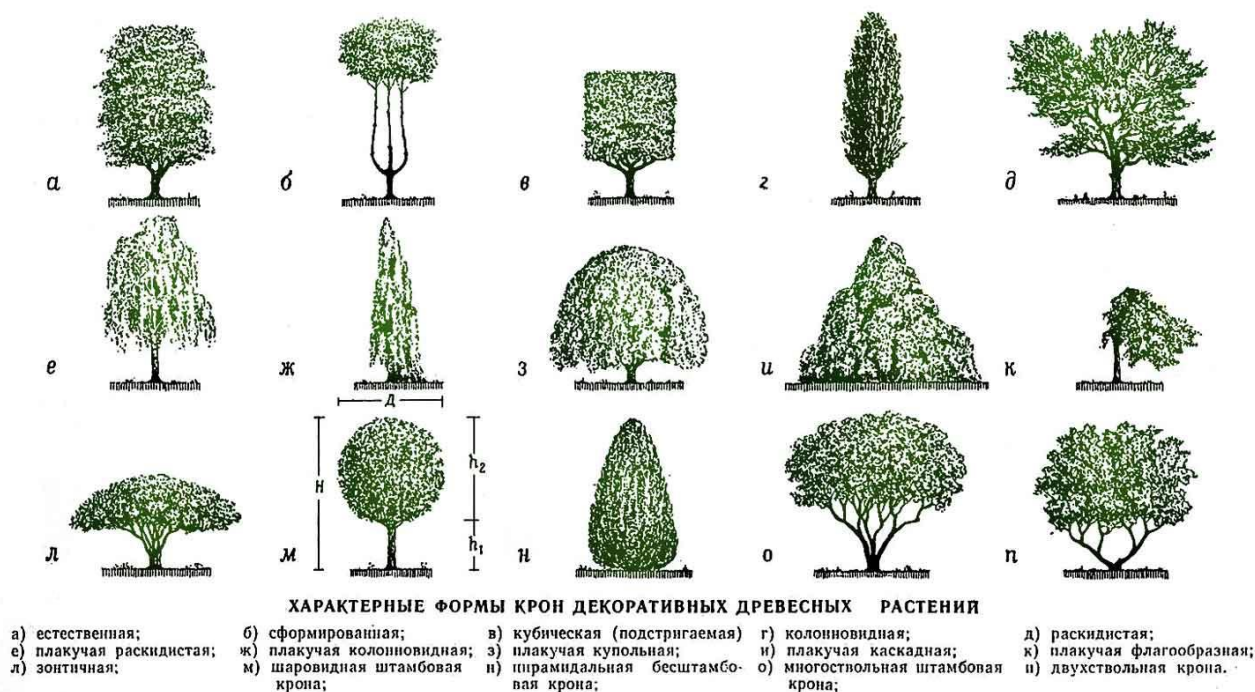 а
б
в
г
д
е
ж
з
и
к
Д
Н
h₂
h₁
л
м
н
о
п
ХАРАКТЕРНЫЕ ФОРМЫ КРОН ДЕКОРАТИВНЫХ ДРЕВЕСНЫХ РАСТЕНИЙ
а) естественная; б) сформированная; в) кубическая (подстригаемая) г) колонновидная; д) раскидистая;
е) плакучая раскидистая; ж) плакучая колонновидная; з) плакучая купольная; и) плакучая каскадная; к) плакучая флагообразная;
л) зонтичная; м) шаровидная штамбовая н) пирамидальная бесштамбо- о) многоствольная штамбовая п) двухствольная крона.
крона; вая крона; крона;